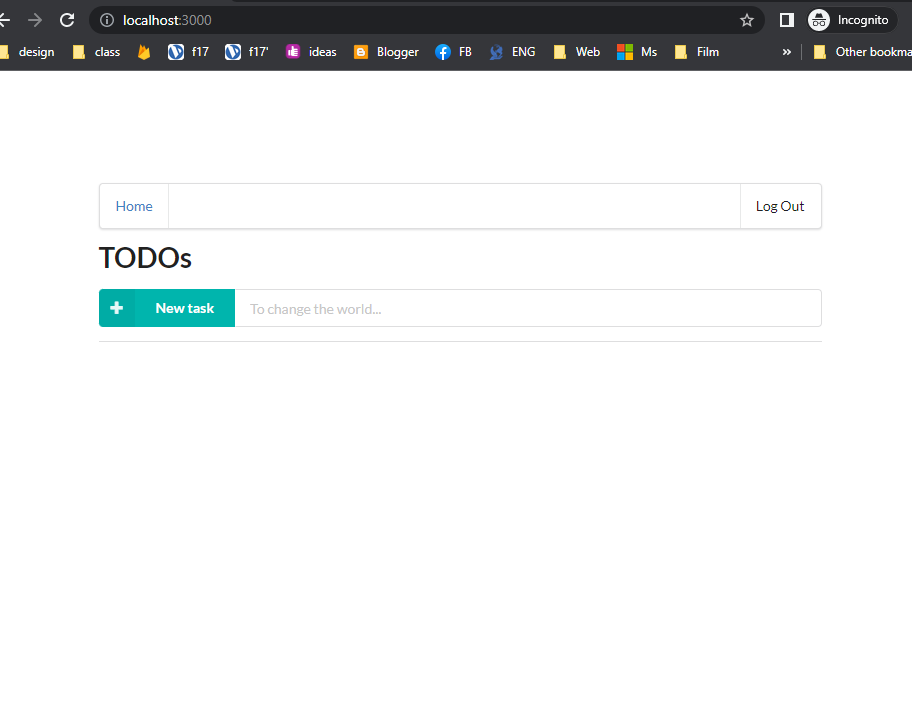 localhost:3000
Incognito
design class f17 f17' ideas Blogger FB ENG Web Ms Film » Other bookma
Home Log Out
TODOs
New task To change the world...